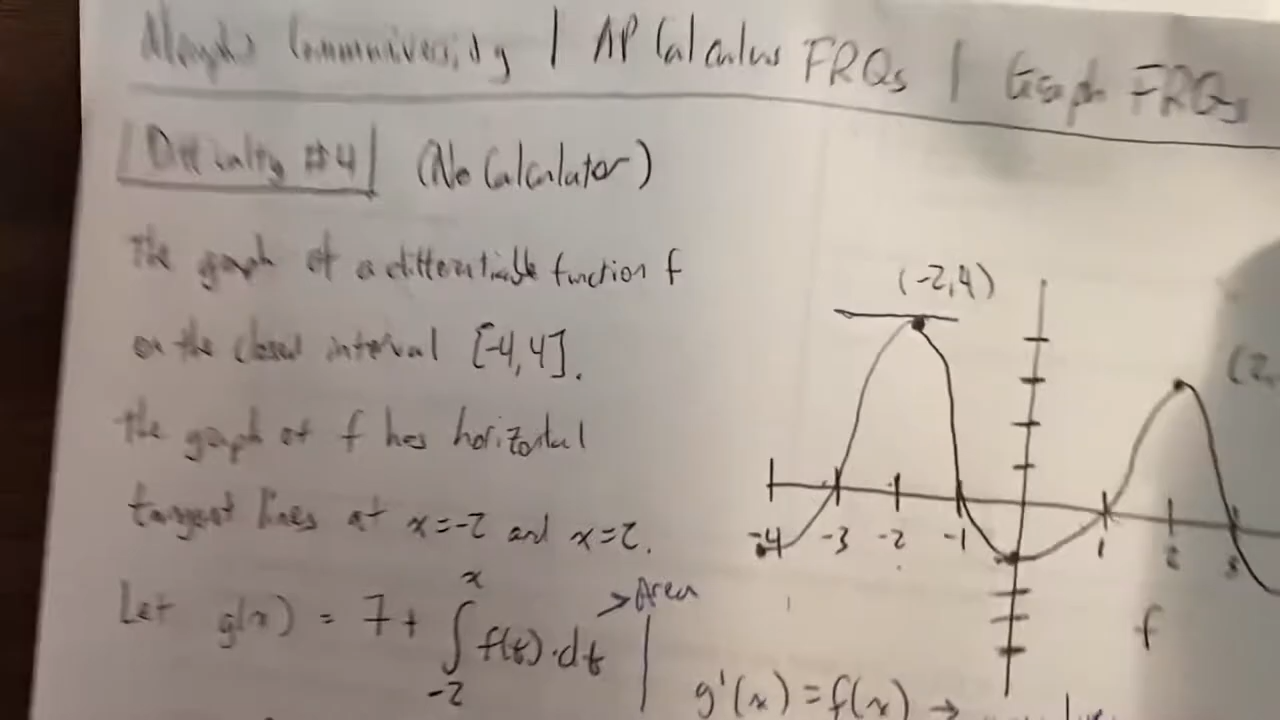 Communiversity | AP Calculus FRQs | Graph FRQs
Difficulty #4 (No Calculator)
The graph of a differentiable function f
on the closed interval [-4,4].
the graph of f has horizontal
tangent lines at x=-2 and x=2.
Let g(x) = 7+ ∫ x -2 f(t)·dt > Area
g'(x) = f(x) →
(-2,4)
(2,
-4 -3 -2 -1 1 2 3
f